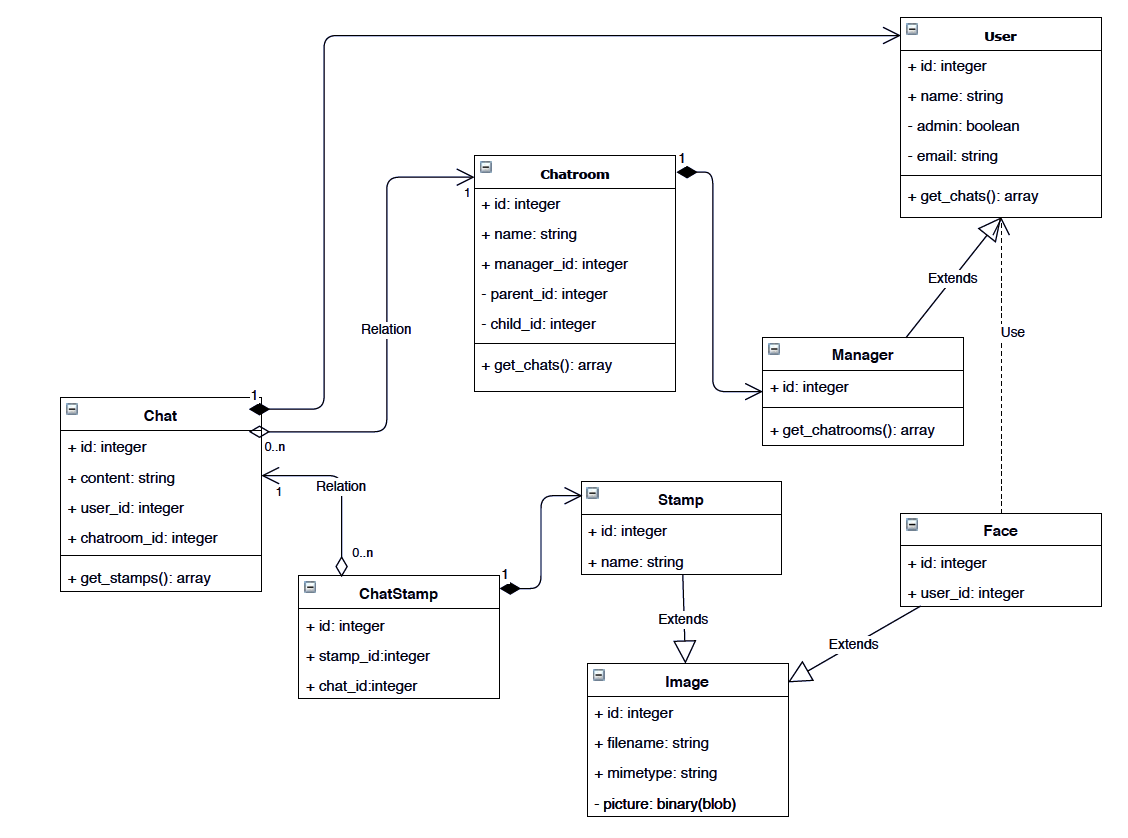 User
+ id: integer
+ name: string
- admin: boolean
- email: string
+ get_chats(): array
1
Chatroom
1
+ id: integer
+ name: string
+ manager_id: integer
- parent_id: integer
- child_id: integer
+ get_chats(): array
Extends
Relation
Use
Manager
+ id: integer
+ get_chatrooms(): array
1
Chat
0..n
+ id: integer
+ content: string
+ user_id: integer
+ chatroom_id: integer
+ get_stamps(): array
1
Relation
0..n
Stamp
+ id: integer
+ name: string
Face
+ id: integer
+ user_id: integer
1
ChatStamp
+ id: integer
+ stamp_id:integer
+ chat_id:integer
Extends
Extends
Image
+ id: integer
+ filename: string
+ mimetype: string
- picture: binary(blob)